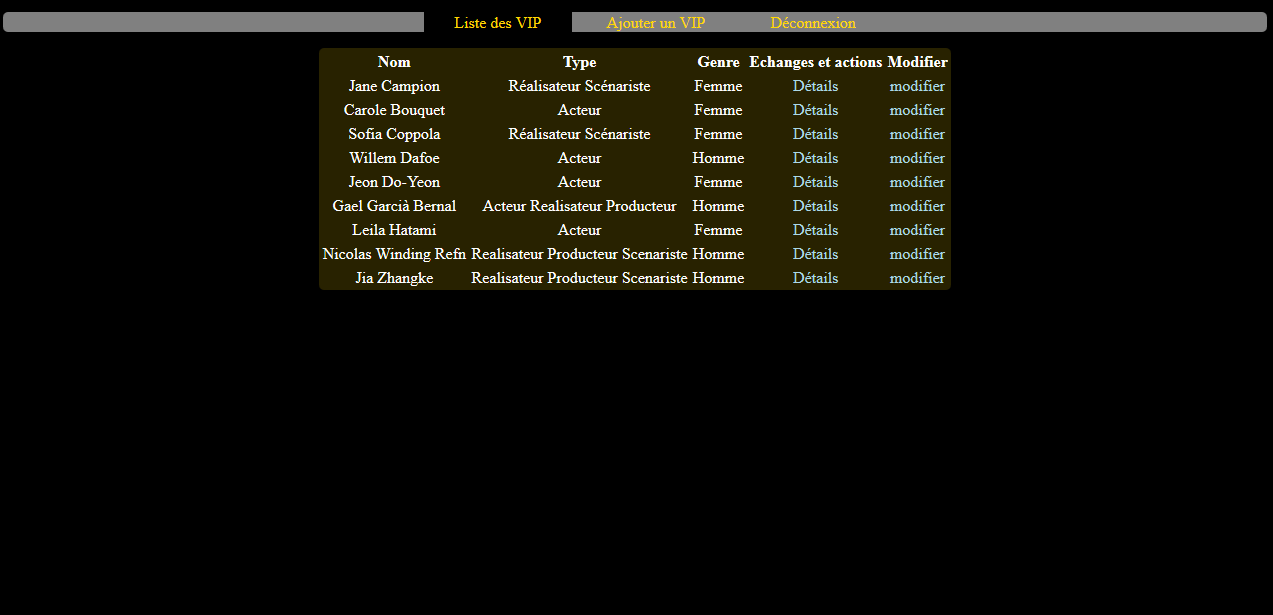 Liste des VIP Ajouter un VIP Déconnexion
Nom Type Genre Echanges et actions Modifier
Jane Campion Réalisateur Scénariste Femme Détails modifier
Carole Bouquet Acteur Femme Détails modifier
Sofia Coppola Réalisateur Scénariste Femme Détails modifier
Willem Dafoe Acteur Homme Détails modifier
Jeon Do-Yeon Acteur Femme Détails modifier
Gael Garcià Bernal Acteur Realisateur Producteur Homme Détails modifier
Leila Hatami Acteur Femme Détails modifier
Nicolas Winding Refn Realisateur Producteur Scenariste Homme Détails modifier
Jia Zhangke Realisateur Producteur Scenariste Homme Détails modifier